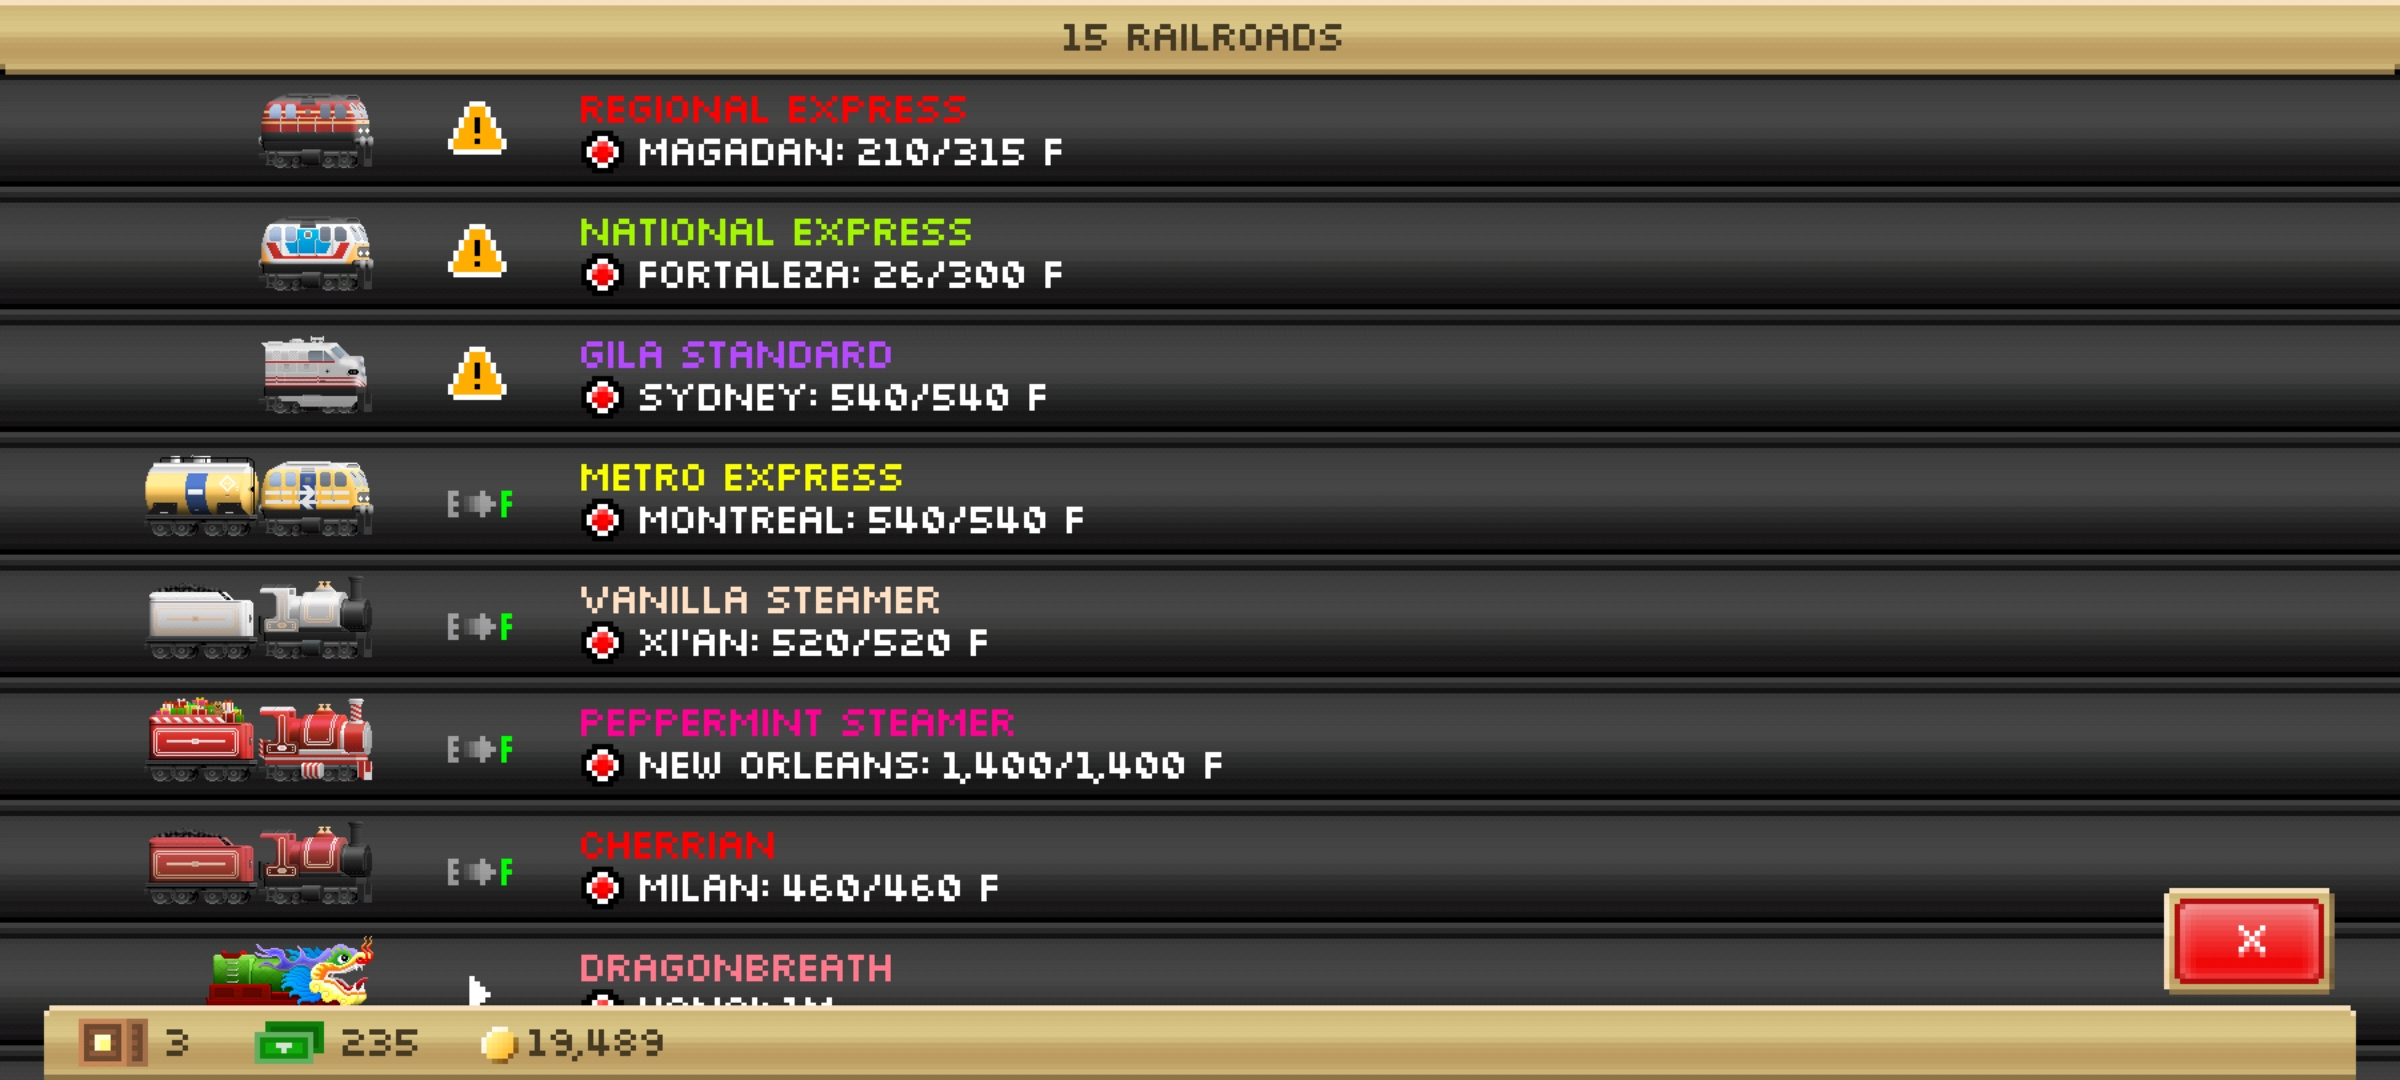 15 RAILROADS
REGIONAL EXPRESS
MAGADAN: 210/315 F
NATIONAL EXPRESS
FORTALEZA: 26/300 F
GILA STANDARD
SYDNEY: 540/540 F
E F METRO EXPRESS
MONTREAL: 540/540 F
E F VANILLA STEAMER
XI'AN: 520/520 F
E F PEPPERMINT STEAMER
NEW ORLEANS: 1,400/1,400 F
E F CHERRIAN
MILAN: 460/460 F
DRAGONBREATH
X
3 235 19,489